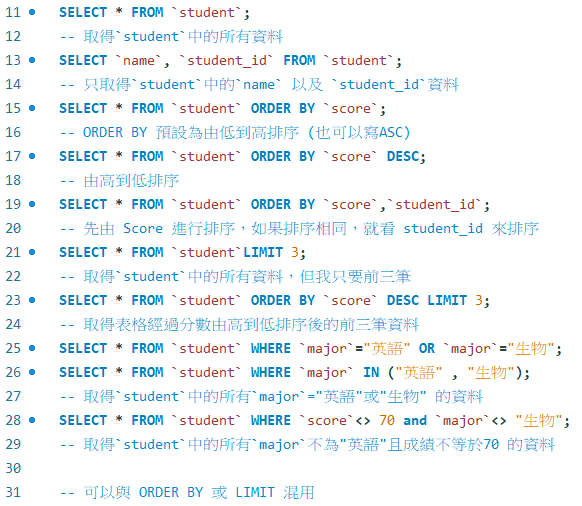 11 SELECT * FROM `student`;
12 -- 取得`student`中的所有資料
13 SELECT `name`, `student_id` FROM `student`;
14 -- 只取得`student`中的`name` 以及 `student_id`資料
15 SELECT * FROM `student` ORDER BY `score`;
16 -- ORDER BY 預設為由低到高排序 (也可以寫ASC)
17 SELECT * FROM `student` ORDER BY `score` DESC;
18 -- 由高到低排序
19 SELECT * FROM `student` ORDER BY `score`,`student_id`;
20 -- 先由 Score 進行排序，如果排序相同，就看 student_id 來排序
21 SELECT * FROM `student`LIMIT 3;
22 -- 取得`student`中的所有資料，但我只要前三筆
23 SELECT * FROM `student` ORDER BY `score` DESC LIMIT 3;
24 -- 取得表格經過分數由高到低排序後的前三筆資料
25 SELECT * FROM `student` WHERE `major`="英語" OR `major`="生物";
26 SELECT * FROM `student` WHERE `major` IN ("英語" , "生物");
27 -- 取得`student`中的所有`major`="英語"或"生物" 的資料
28 SELECT * FROM `student` WHERE `score`<> 70 and `major`<> "生物";
29 -- 取得`student`中的所有`major`不為"英語"且成績不等於70 的資料
30
31 -- 可以與 ORDER BY 或 LIMIT 混用